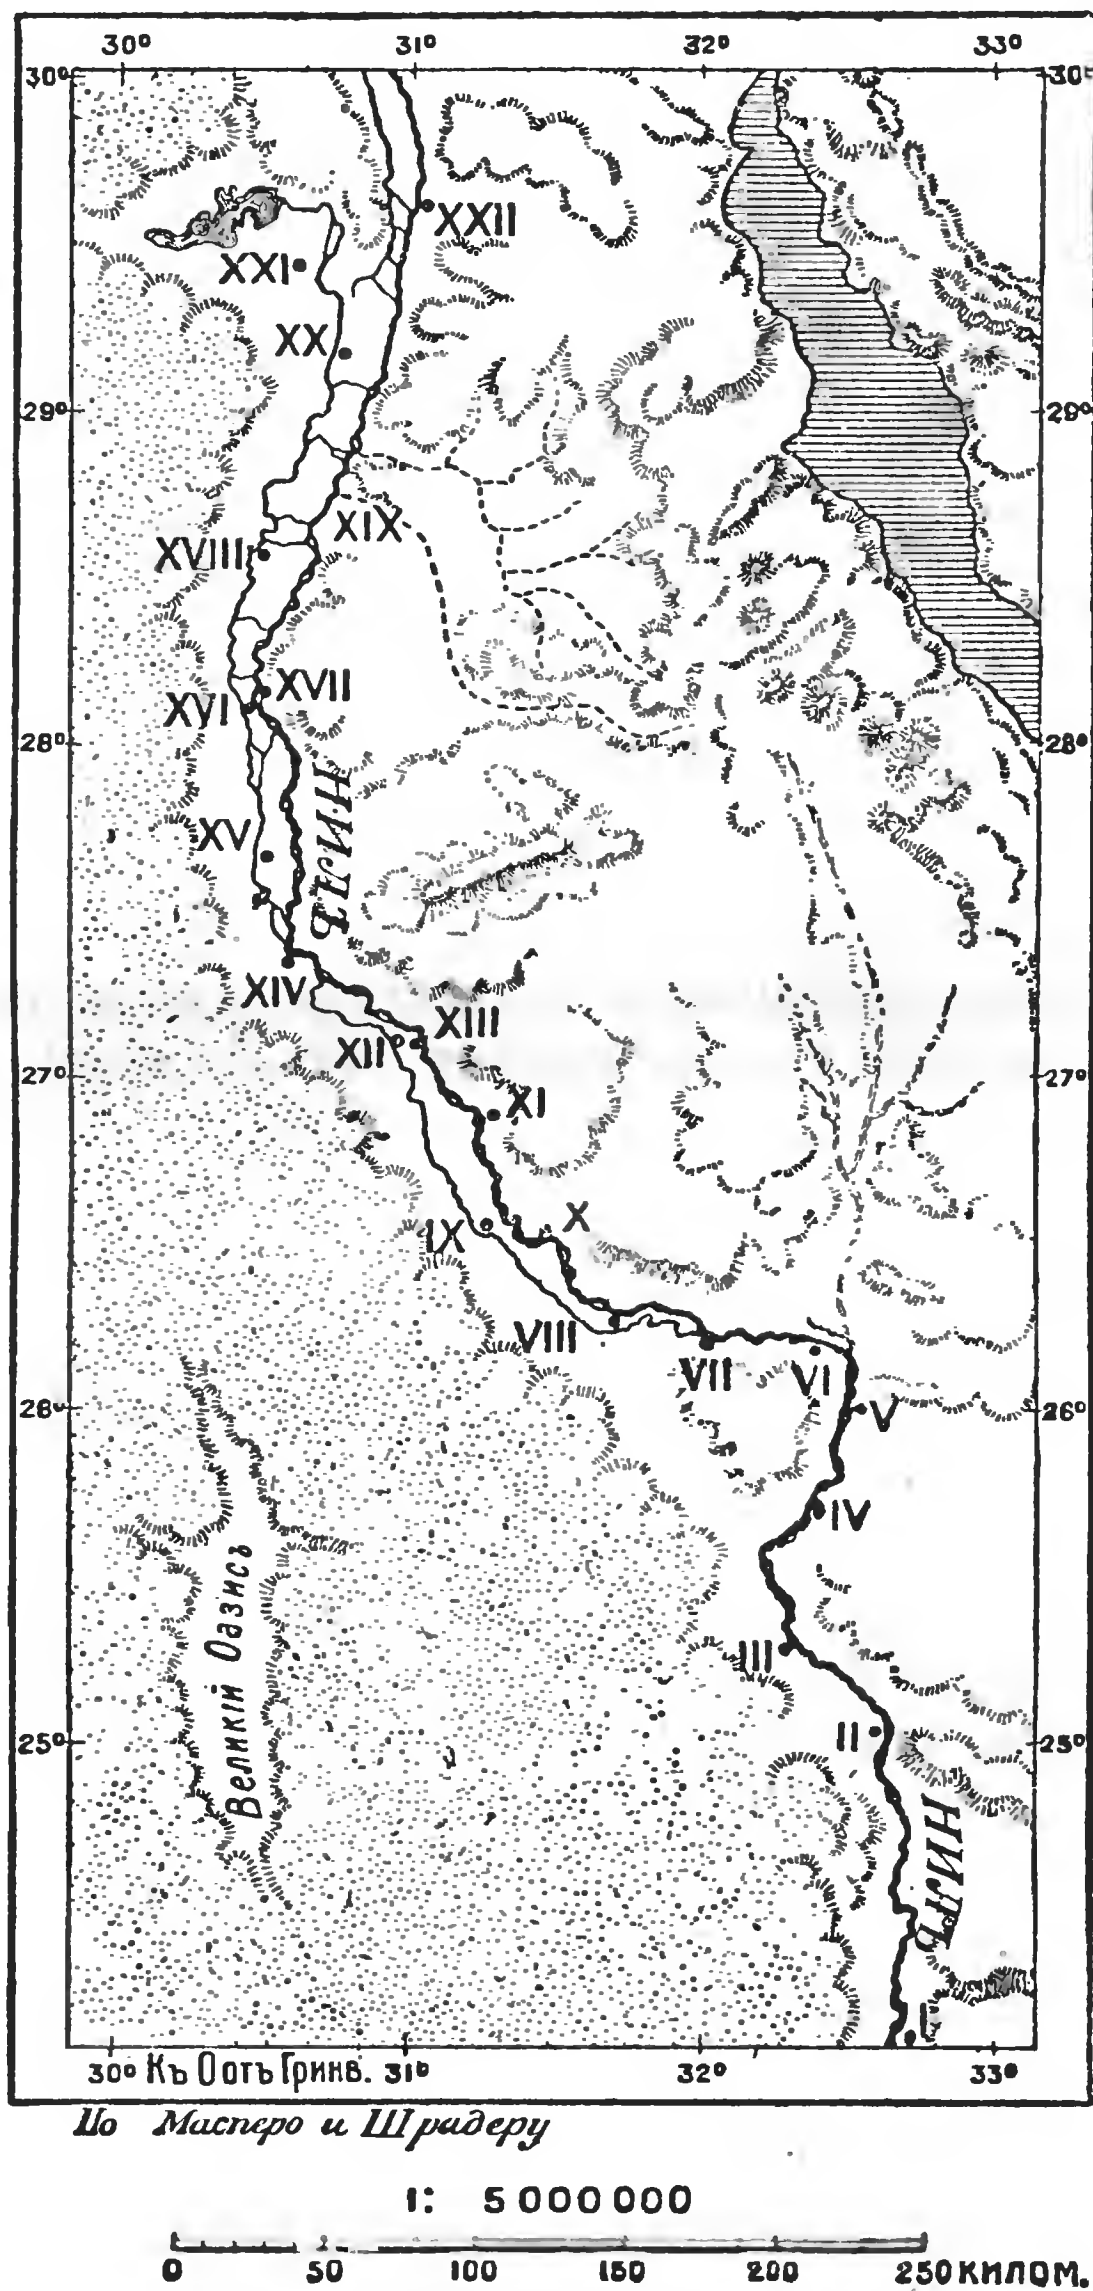 30° 31° 32° 33°
30° 30°
XXII
XXI
XX
29° 29°
XIX
XVIII
XVII
XVI
28° 28°
НИЛЪ
XV
XIV
XIII
XII
27° 27°
XI
X
IX
VIII
VII
VI
28° 26°
V
IV
Великій Оазисъ
III
II
25° 25°
НИЛЪ
I
30° Къ О отъ Гринв. 31° 32° 33°
По Масперо и Шрадеру
1: 5 000 000
0 50 100 150 200 250 КИЛОМ.